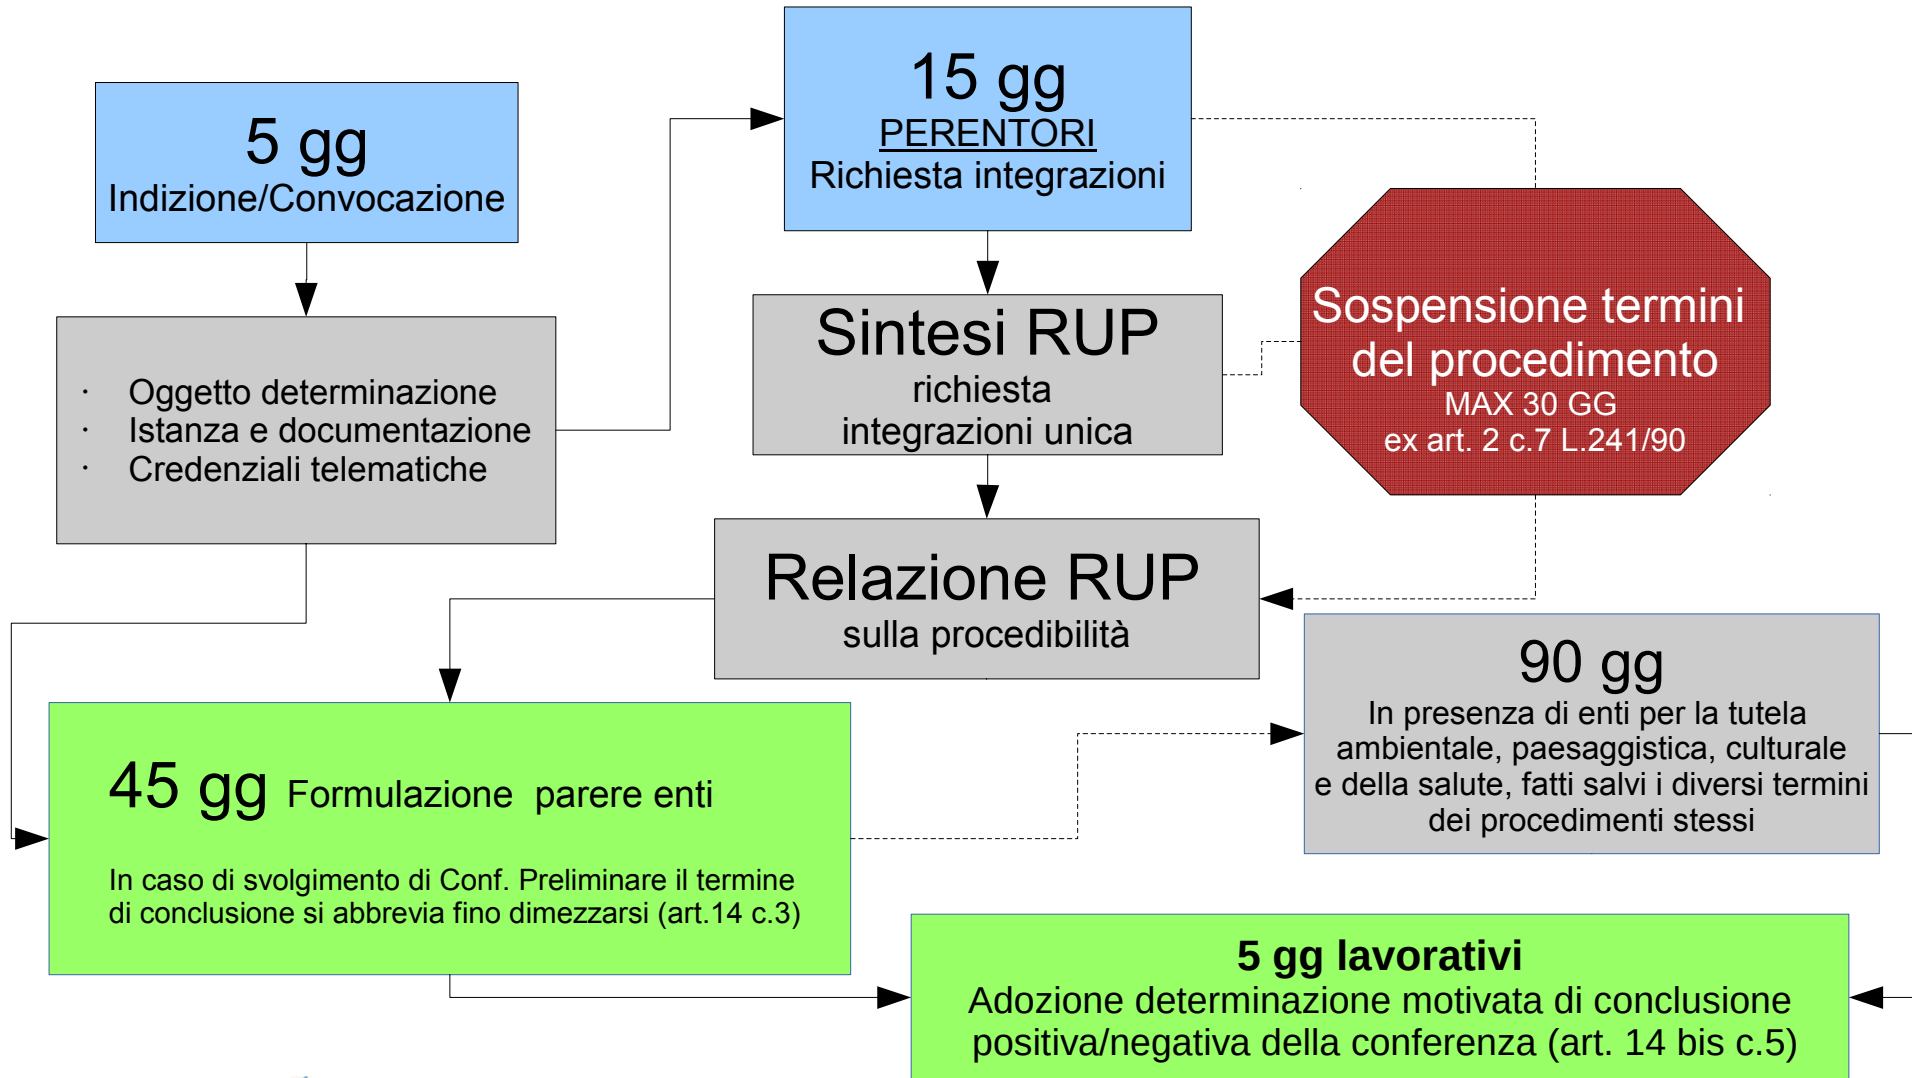 5 gg
Indizione/Convocazione
· Oggetto determinazione
· Istanza e documentazione
· Credenziali telematiche
15 gg
PERENTORI
Richiesta integrazioni
Sintesi RUP
richiesta
integrazioni unica
Sospensione termini
del procedimento
MAX 30 GG
ex art. 2 c.7 L.241/90
Relazione RUP
sulla procedibilità
45 gg Formulazione parere enti
In caso di svolgimento di Conf. Preliminare il termine
di conclusione si abbrevia fino dimezzarsi (art.14 c.3)
90 gg
In presenza di enti per la tutela
ambientale, paesaggistica, culturale
e della salute, fatti salvi i diversi termini
dei procedimenti stessi
5 gg lavorativi
Adozione determinazione motivata di conclusione
positiva/negativa della conferenza (art. 14 bis c.5)